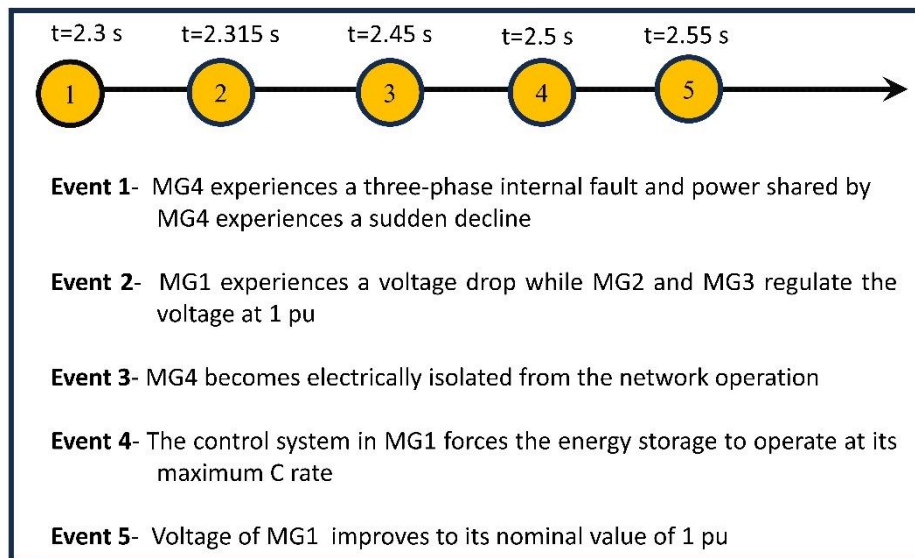 t=2.3 s t=2.315 s t=2.45 s t=2.5 s t=2.55 s
1 2 3 4 5
Event 1- MG4 experiences a three-phase internal fault and power shared by
MG4 experiences a sudden decline
Event 2- MG1 experiences a voltage drop while MG2 and MG3 regulate the
voltage at 1 pu
Event 3- MG4 becomes electrically isolated from the network operation
Event 4- The control system in MG1 forces the energy storage to operate at its
maximum C rate
Event 5- Voltage of MG1 improves to its nominal value of 1 pu